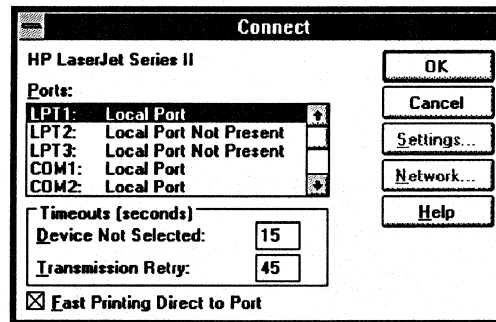 Connect
HP LaserJet Series II
Ports:
LPT1: Local Port
LPT2: Local Port Not Present
LPT3: Local Port Not Present
COM1: Local Port
COM2: Local Port
Timeouts (seconds)
Device Not Selected: 15
Transmission Retry: 45
Fast Printing Direct to Port
OK
Cancel
Settings...
Network...
Help